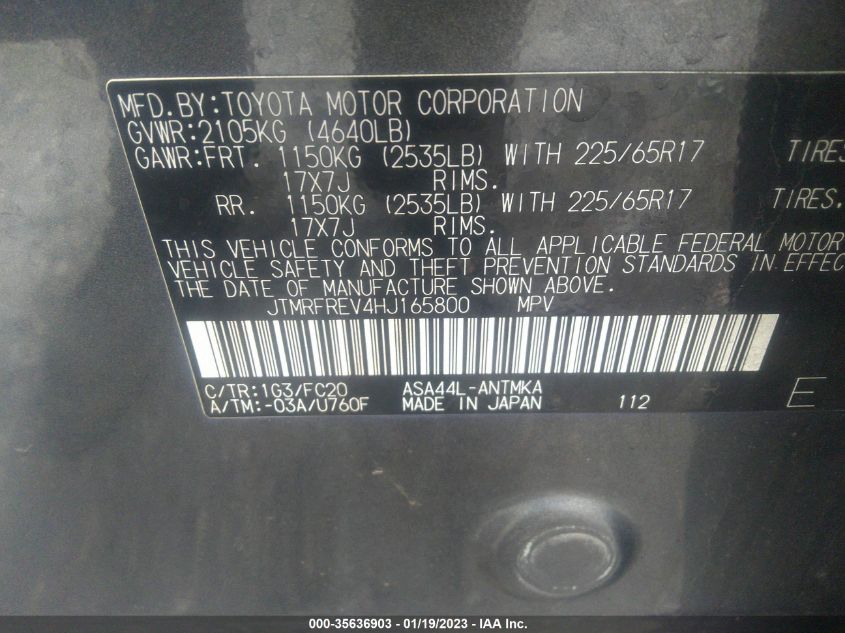 MFD.BY:TOYOTA MOTOR CORPORATION
GVWR:2105KG (4640LB)
GAWR:FRT. 1150KG (2535LB) WITH 225/65R17 TIRES
17X7J RIMS.
RR. 1150KG (2535LB) WITH 225/65R17 TIRES.
17X7J RIMS.
THIS VEHICLE CONFORMS TO ALL APPLICABLE FEDERAL MOTOR
VEHICLE SAFETY AND THEFT PREVENTION STANDARDS IN EFFEC
THE DATE OF MANUFACTURE SHOWN ABOVE.
JTMRFREV4HJ165800 MPV
C/TR:1G3/FC20 ASA44L-ANTMKA
A/TM:-03A/U760F MADE IN JAPAN 112 E
000-35636903 - 01/19/2023 - IAA Inc.